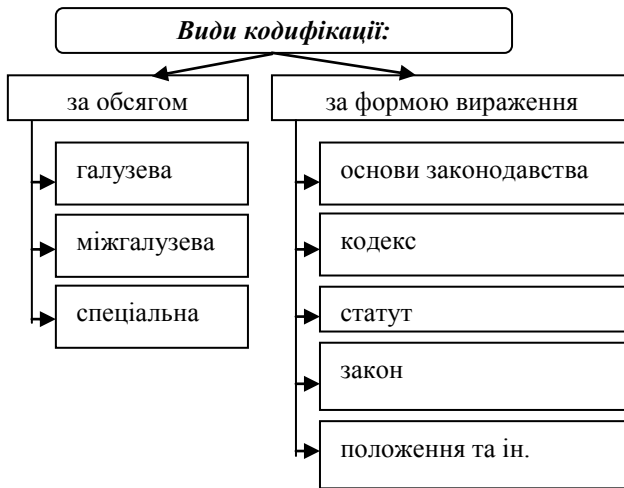 Види кодифікації:
за обсягом
галузева
міжгалузева
спеціальна
за формою вираження
основи законодавства
кодекс
статут
закон
положення та ін.